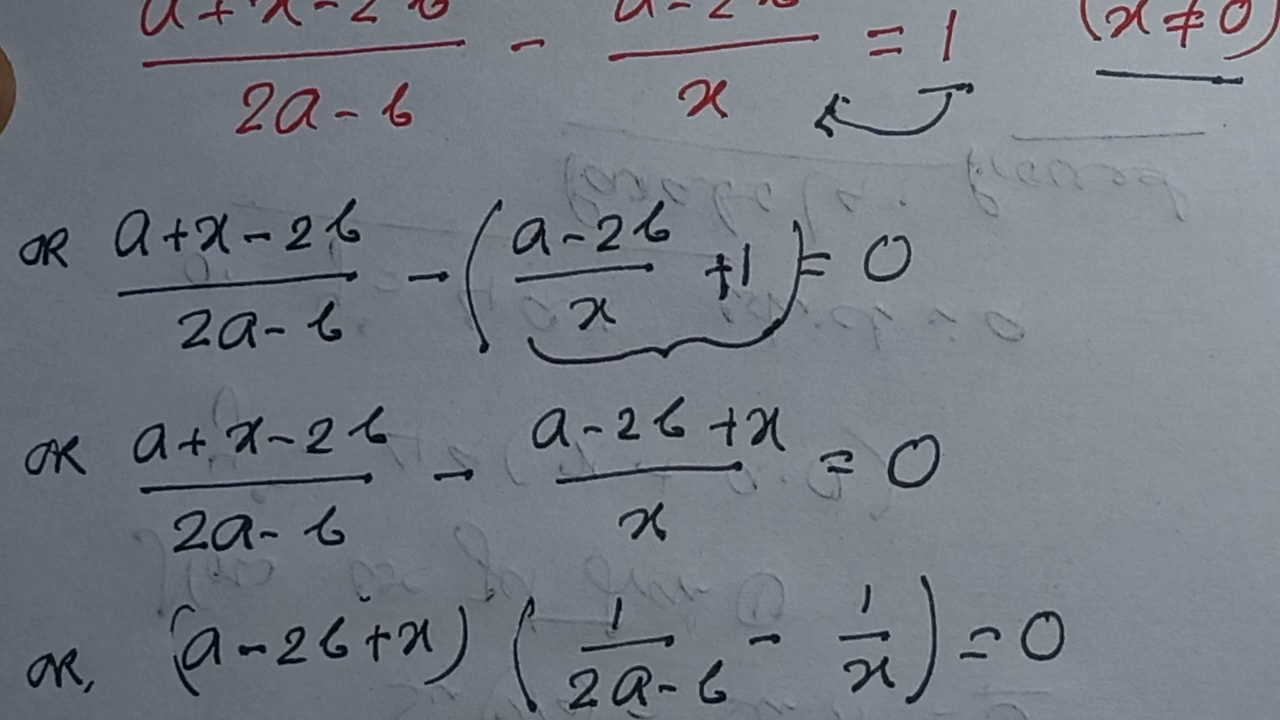 a+x-2b/2a-b - a-2b/x = 1 (x≠0)
OR a+x-2b/2a-b - (a-2b/x +1) = 0
OR a+x-2b/2a-b - a-2b+x/x = 0
OR, (a-2b+x) (1/2a-b - 1/x) = 0